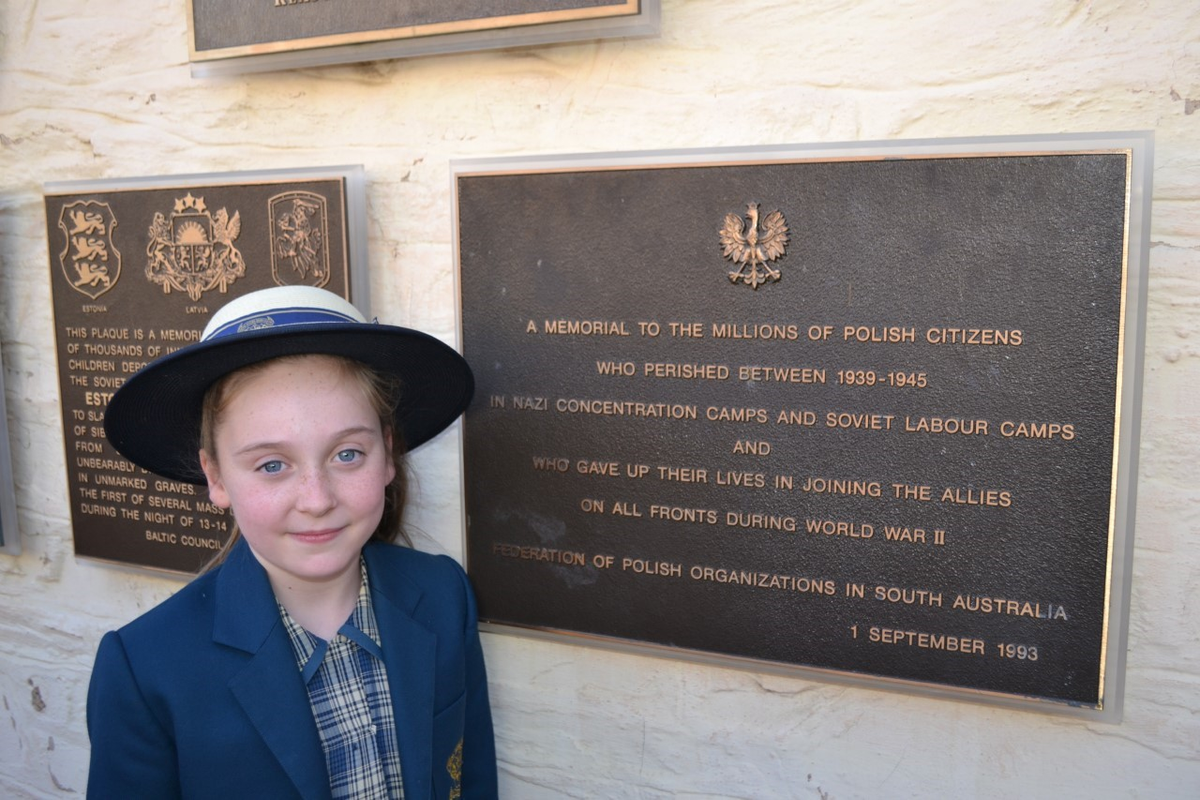 ESTONIA
LATVIA
THIS PLAQUE IS A MEMORI
OF THOUSANDS OF
CHILDREN
THE SOVIET
TO
OF
FROM
UNBEARABLY
IN UNMARKED GRAVES.
THE FIRST OF SEVERAL MASS
DURING THE NIGHT OF 13-14
BALTIC COUNCIL
A MEMORIAL TO THE MILLIONS OF POLISH CITIZENS
WHO PERISHED BETWEEN 1939-1945
IN NAZI CONCENTRATION CAMPS AND SOVIET LABOUR CAMPS
AND
WHO GAVE UP THEIR LIVES IN JOINING THE ALLIES
ON ALL FRONTS DURING WORLD WAR II
FEDERATION OF POLISH ORGANIZATIONS IN SOUTH AUSTRALIA
1 SEPTEMBER 1993